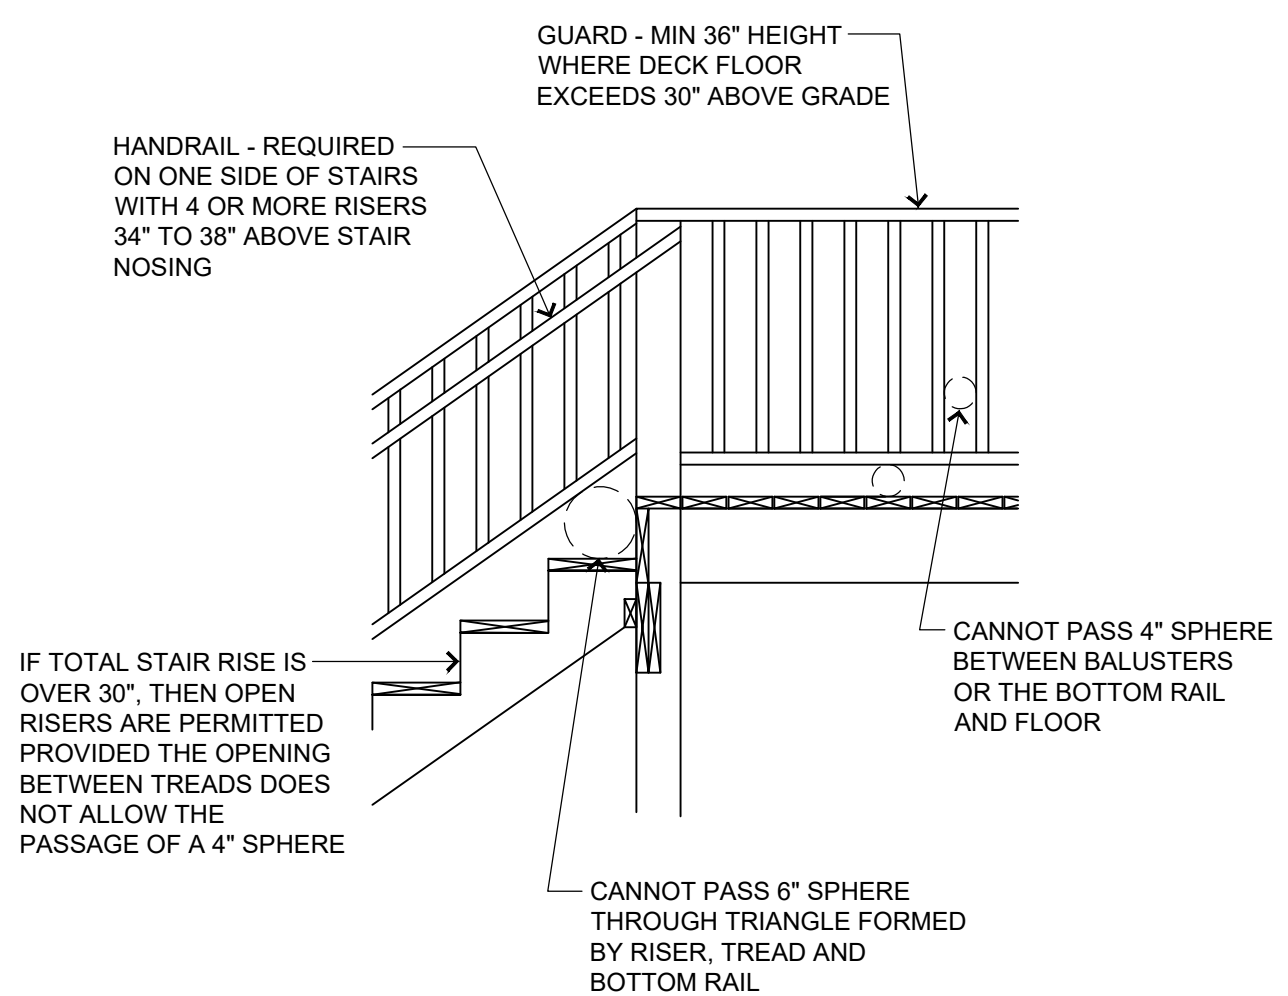 GUARD - MIN 36" HEIGHT
WHERE DECK FLOOR
EXCEEDS 30" ABOVE GRADE
HANDRAIL - REQUIRED
ON ONE SIDE OF STAIRS
WITH 4 OR MORE RISERS
34" TO 38" ABOVE STAIR
NOSING
CANNOT PASS 4" SPHERE
BETWEEN BALUSTERS
OR THE BOTTOM RAIL
AND FLOOR
IF TOTAL STAIR RISE IS
OVER 30", THEN OPEN
RISERS ARE PERMITTED
PROVIDED THE OPENING
BETWEEN TREADS DOES
NOT ALLOW THE
PASSAGE OF A 4" SPHERE
CANNOT PASS 6" SPHERE
THROUGH TRIANGLE FORMED
BY RISER, TREAD AND
BOTTOM RAIL